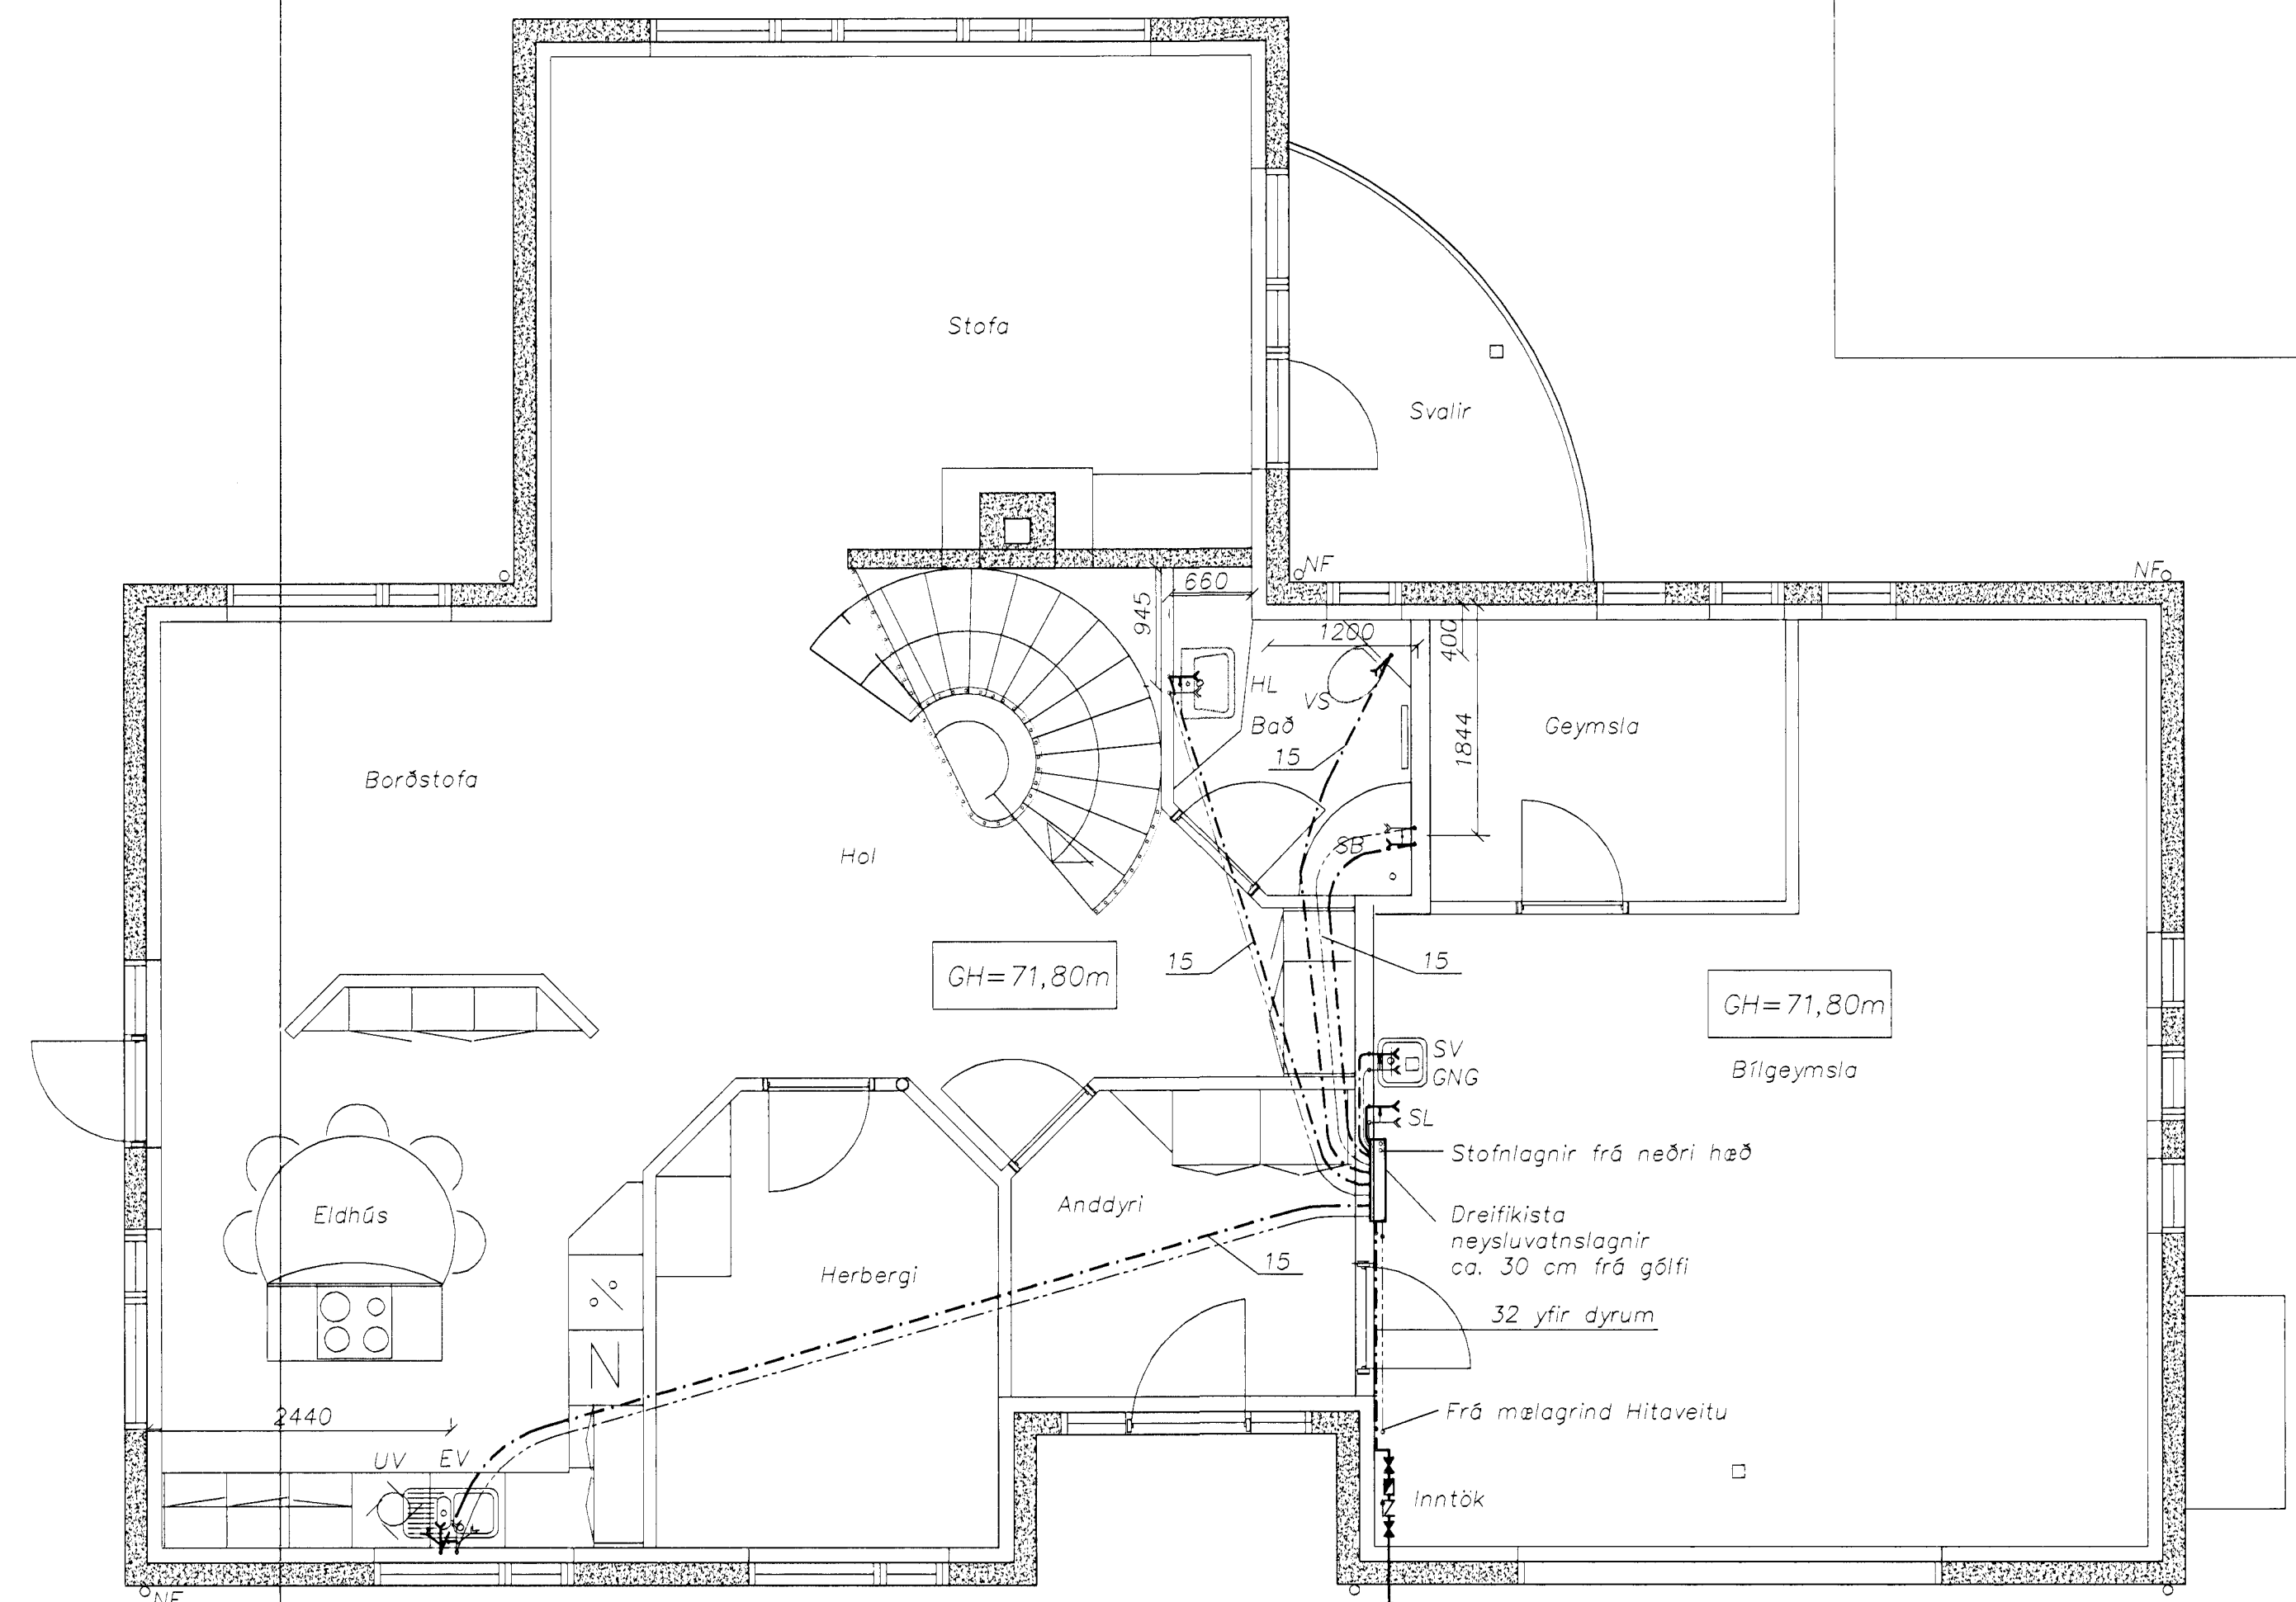 Stofa
Svalir
NF
NF
660
945
1200
400
HL
VS
Bað
15
1844
Geymsla
Borðstofa
SB
Hol
GH=71,80m
15
15
GH=71,80m
SV
GNG
Bílgeymsla
SL
Stofnlagnir frá neðri hæð
Anddyri
Eldhús
Dreifikista
neysluvatnslagnir
ca. 30 cm frá gólfi
15
Herbergi
32 yfir dyrum
N
2440
Frá mælagrind Hitaveitu
UV
EV
Inntök
NF